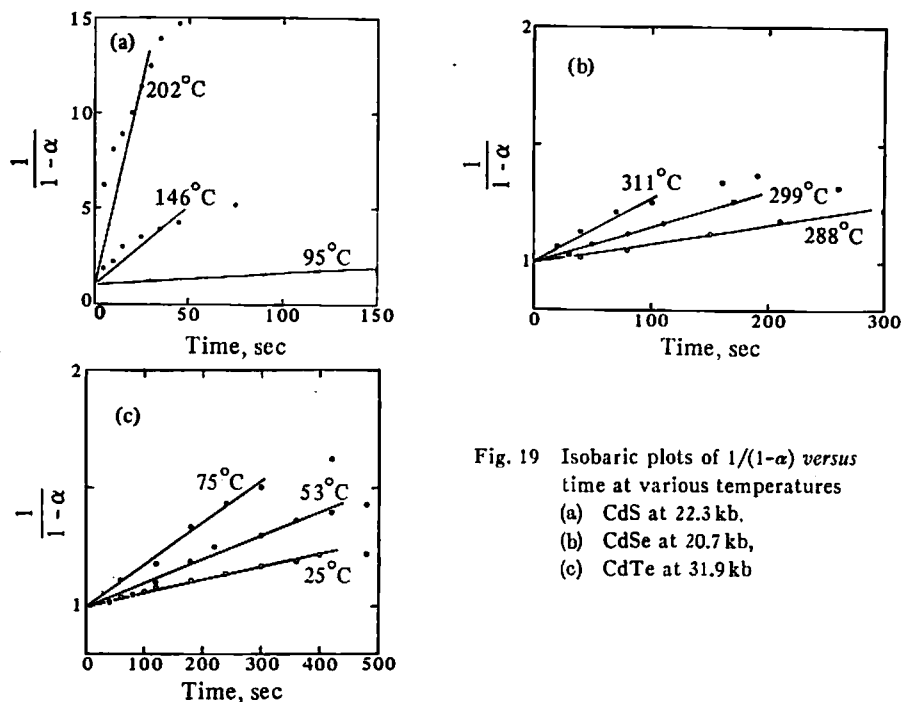 15
10
5
0
(a)
202°C
146°C
95°C
1
1 - α
0
50
100
150
Time, sec
2
1
(b)
311°C
299°C
288°C
1
1 - α
0
100
200
300
Time, sec
2
1
(c)
75°C
53°C
25°C
1
1 - α
0
100
200
300
400
500
Time, sec
Fig. 19 Isobaric plots of 1/(1-α) versus
time at various temperatures
(a) CdS at 22.3 kb,
(b) CdSe at 20.7 kb,
(c) CdTe at 31.9 kb